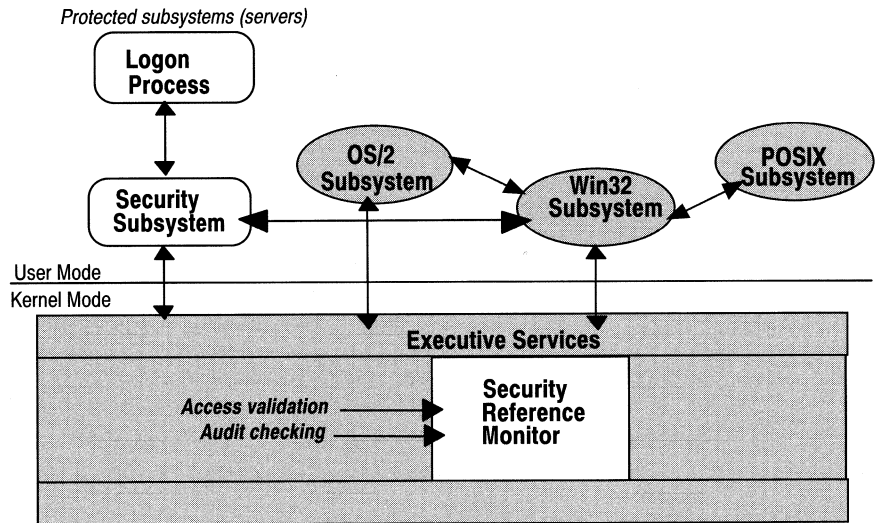 Protected subsystems (servers)
Logon
Process
OS/2
Subsystem
POSIX
Subsystem
Security
Subsystem
Win32
Subsystem
User Mode
Kernel Mode
Executive Services
Access validation
Audit checking
Security
Reference
Monitor